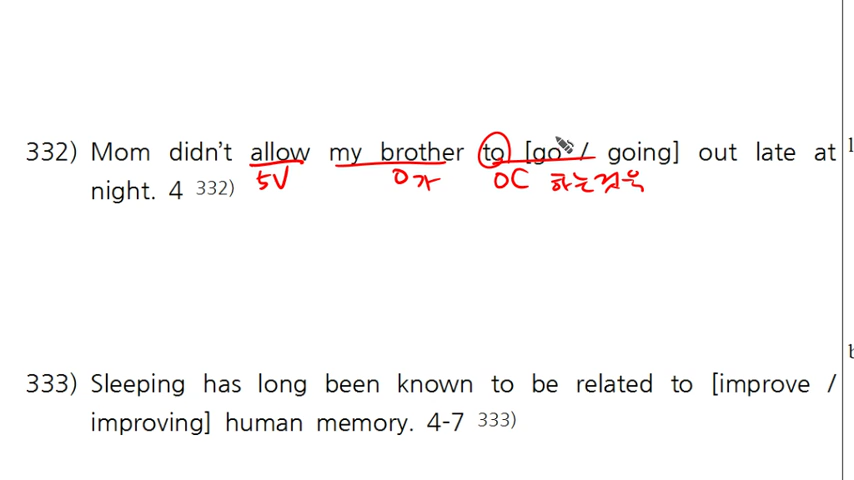 332) Mom didn't allow my brother to [go / going] out late at
5V O가 OC 하는것을
night. 4 332)
333) Sleeping has long been known to be related to [improve /
improving] human memory. 4-7 333)